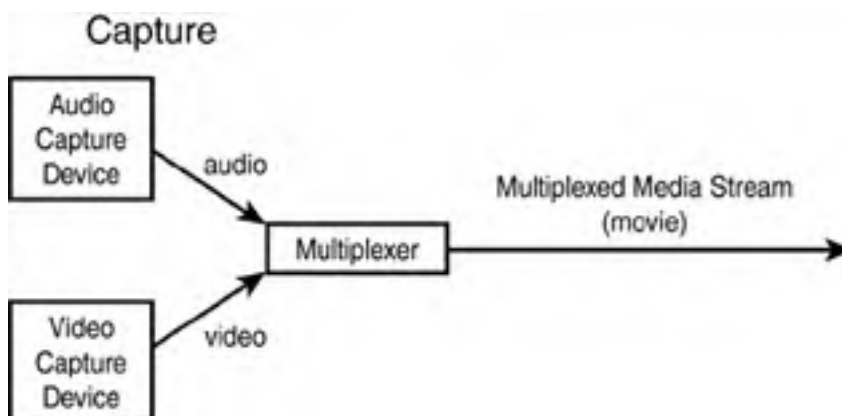 Capture
Audio
Capture
Device
audio
Multiplexed Media Stream
(movie)
Multiplexer
video
Video
Capture
Device